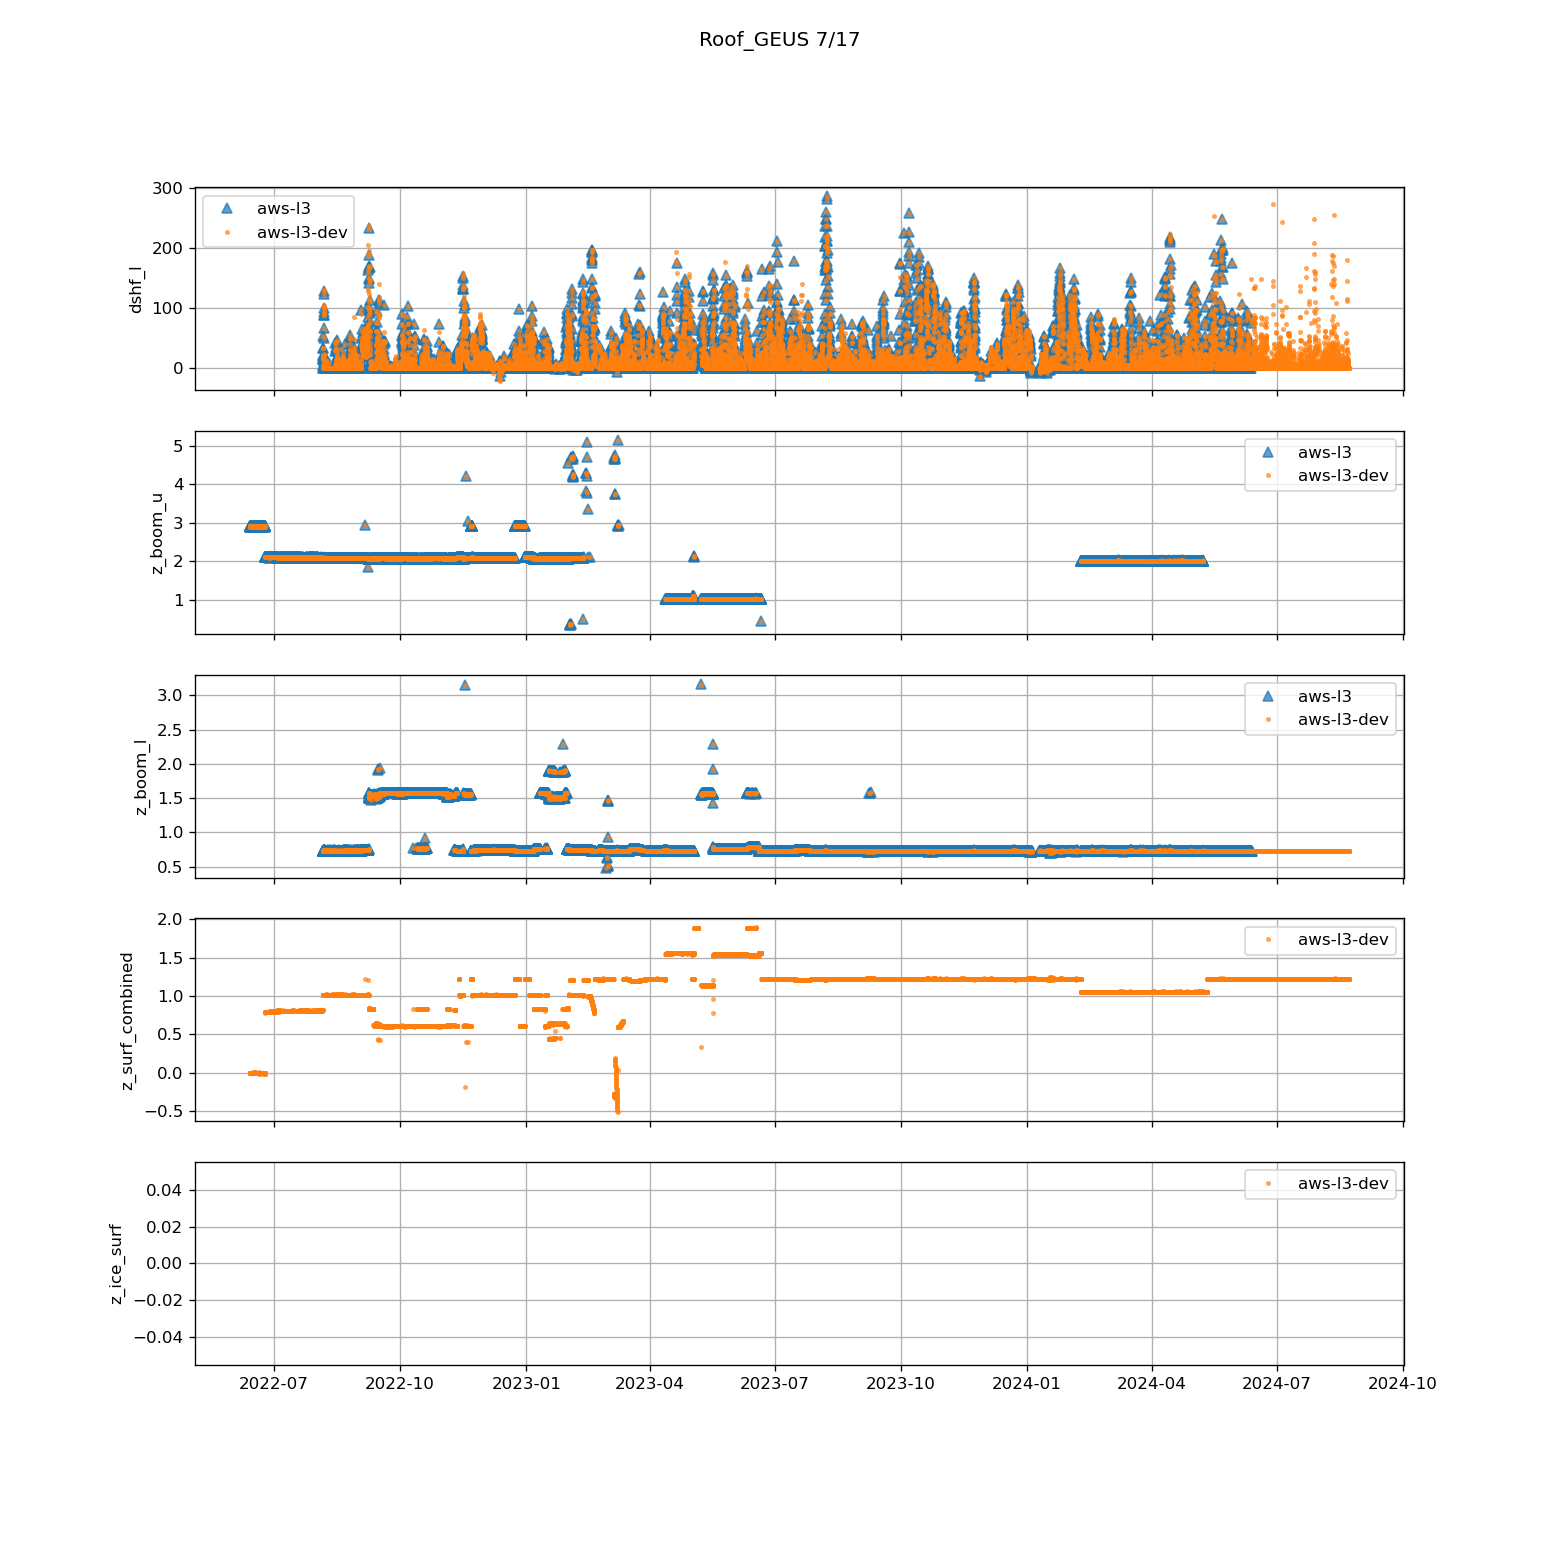 Roof_GEUS 7/17
300
200
100
0
dshf_l
aws-l3
aws-l3-dev
5
4
3
2
1
z_boom_u
aws-l3
aws-l3-dev
3.0
2.5
2.0
1.5
1.0
0.5
z_boom_l
aws-l3
aws-l3-dev
2.0
1.5
1.0
0.5
0.0
−0.5
z_surf_combined
aws-l3-dev
0.04
0.02
0.00
−0.02
−0.04
z_ice_surf
aws-l3-dev
2022-07 2022-10 2023-01 2023-04 2023-07 2023-10 2024-01 2024-04 2024-07 2024-10